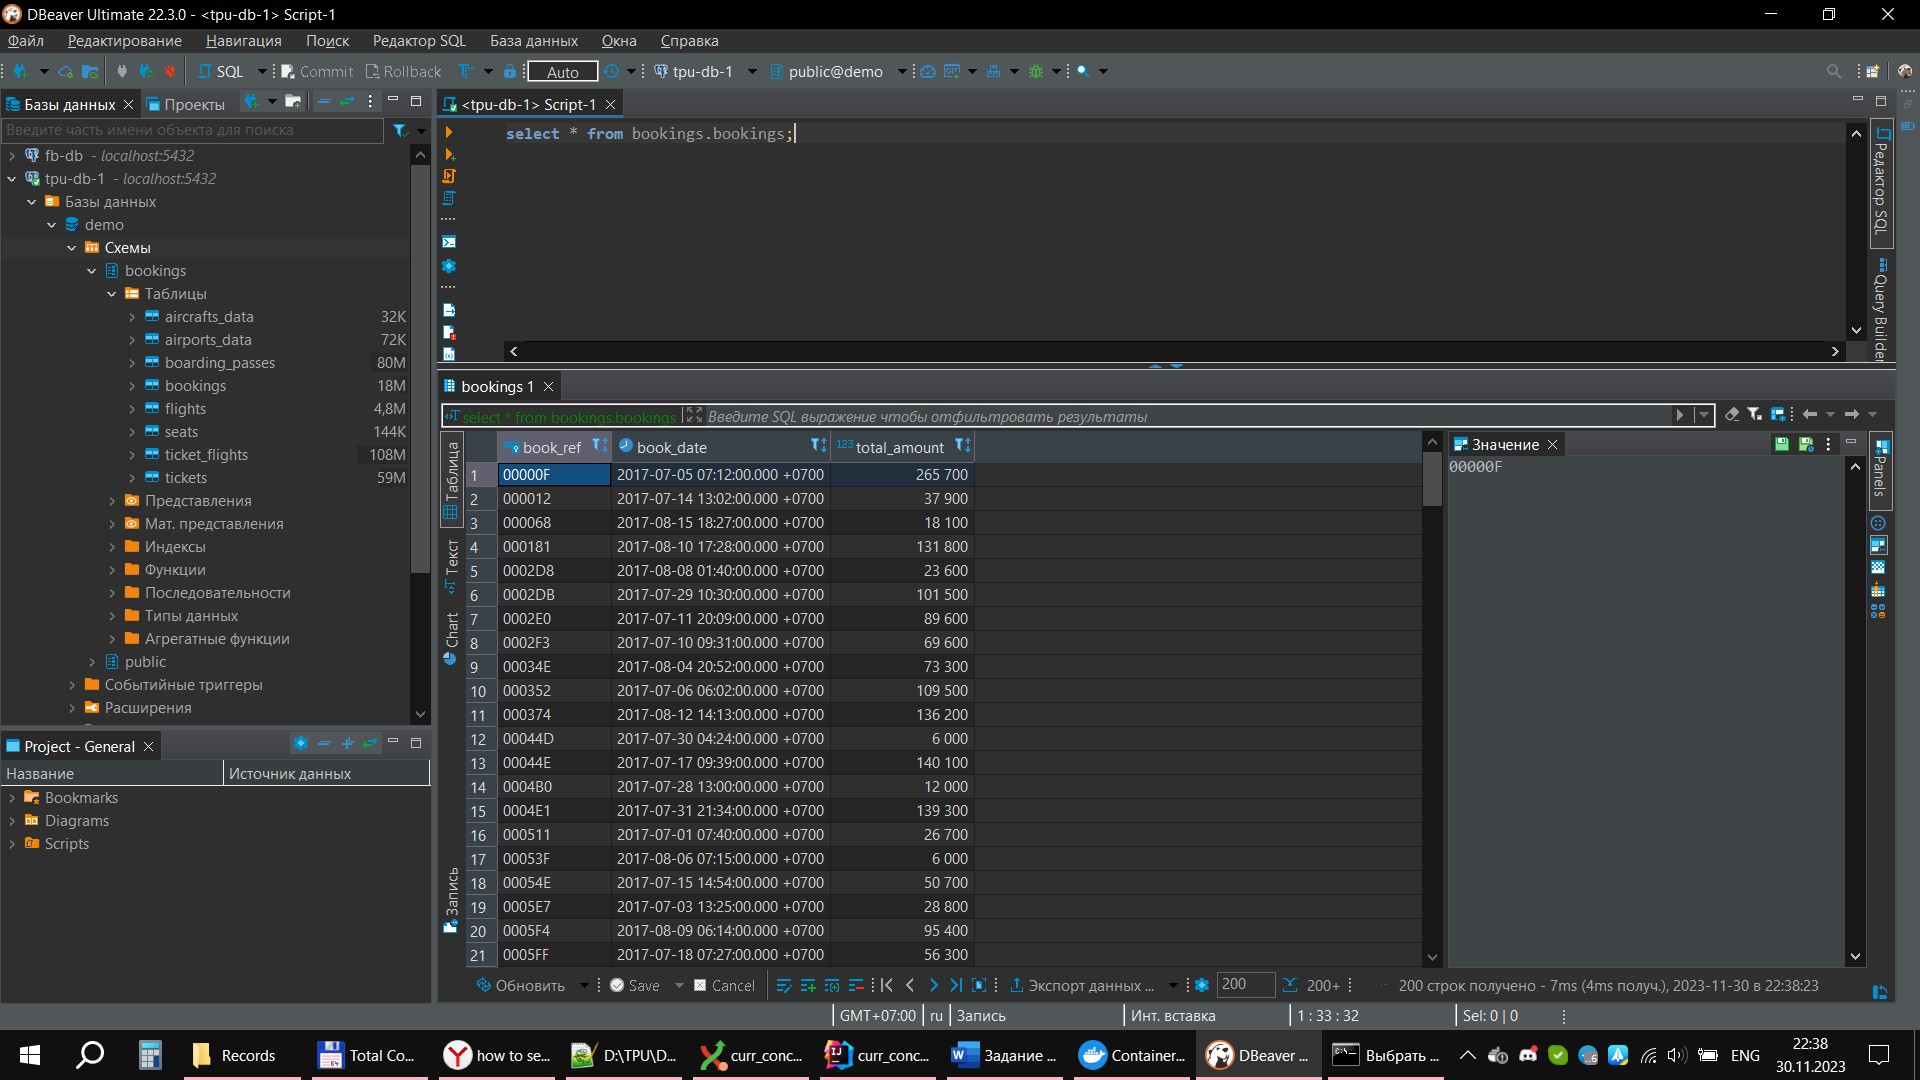 DBeaver Ultimate 22.3.0 - <tpu-db-1> Script-1
Файл Редактирование Навигация Поиск Редактор SQL База данных Окна Справка
SQL Commit Rollback Auto tpu-db-1 public@demo
Базы данных Проекты
Введите часть имени объекта для поиска
fb-db - localhost:5432
tpu-db-1 - localhost:5432
Базы данных
demo
Схемы
bookings
Таблицы
aircrafts_data 32K
airports_data 72K
boarding_passes 80M
bookings 18M
flights 4,8M
seats 144K
ticket_flights 108M
tickets 59M
Представления
Мат. представления
Индексы
Функции
Последовательности
Типы данных
Агрегатные функции
public
Событийные триггеры
Расширения
Project - General
Название Источник данных
Bookmarks
Diagrams
Scripts
<tpu-db-1> Script-1
select * from bookings.bookings;
Редактор SQL
Query Builder
bookings 1
select * from bookings.bookings Введите SQL выражение чтобы отфильтровать результаты
Таблица
Текст
Chart
Запись
book_ref book_date 123 total_amount
1 00000F 2017-07-05 07:12:00.000 +0700 265 700
2 000012 2017-07-14 13:02:00.000 +0700 37 900
3 000068 2017-08-15 18:27:00.000 +0700 18 100
4 000181 2017-08-10 17:28:00.000 +0700 131 800
5 0002D8 2017-08-08 01:40:00.000 +0700 23 600
6 0002DB 2017-07-29 10:30:00.000 +0700 101 500
7 0002E0 2017-07-11 20:09:00.000 +0700 89 600
8 0002F3 2017-07-10 09:31:00.000 +0700 69 600
9 00034E 2017-08-04 20:52:00.000 +0700 73 300
10 000352 2017-07-06 06:02:00.000 +0700 109 500
11 000374 2017-08-12 14:13:00.000 +0700 136 200
12 00044D 2017-07-30 04:24:00.000 +0700 6 000
13 00044E 2017-07-17 09:39:00.000 +0700 140 100
14 0004B0 2017-07-28 13:00:00.000 +0700 12 000
15 0004E1 2017-07-31 21:34:00.000 +0700 139 300
16 000511 2017-07-01 07:40:00.000 +0700 26 700
17 00053F 2017-08-06 07:15:00.000 +0700 6 000
18 00054E 2017-07-15 14:54:00.000 +0700 50 700
19 0005E7 2017-07-03 13:25:00.000 +0700 28 800
20 0005F4 2017-08-09 06:14:00.000 +0700 95 400
21 0005FF 2017-07-18 07:27:00.000 +0700 56 300
Значение
00000F
Panels
Обновить Save Cancel Экспорт данных ... 200 200+ 200 строк получено - 7ms (4ms получ.), 2023-11-30 в 22:38:23
GMT+07:00 ru Запись Инт. вставка 1 : 33 : 32 Sel: 0 | 0
Records Total Co... how to se... D:\TPU\D... curr_conc... curr_conc... Задание ... Container... DBeaver ... Выбрать ... ENG
22:38
30.11.2023